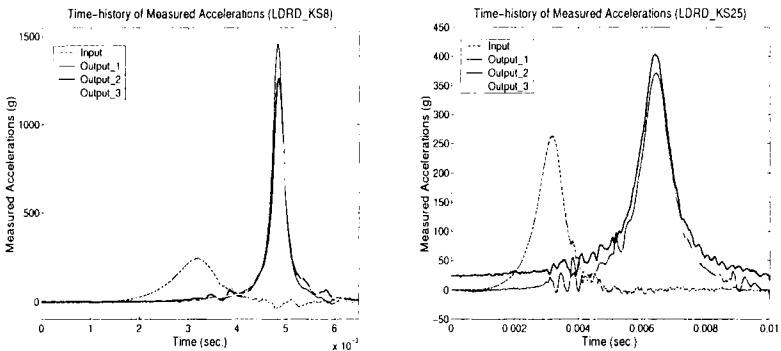 Time-history of Measured Accelerations (LDRD_KS8)
1500
1000
500
0
Measured Accelerations (g)
Input
Output_1
Output_2
Output_3
0 1 2 3 4 5 6
Time (sec.)
Time-history of Measured Accelerations (LDRD_KS25)
450
400
350
300
250
200
150
100
50
0
-50
Measured Accelerations (g)
Input
Output_1
Output_2
Output_3
0 0.002 0.004 0.006 0.008 0.01
Time (sec.)